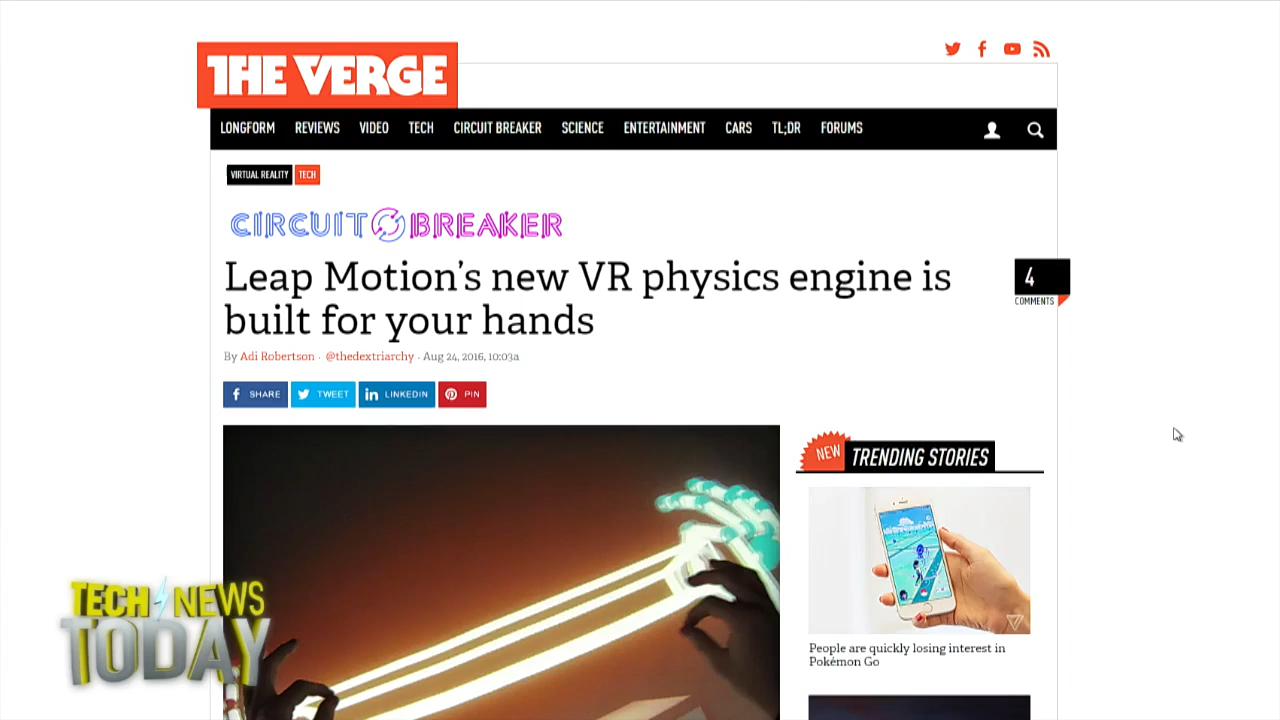 THE VERGE
LONGFORM REVIEWS VIDEO TECH CIRCUIT BREAKER SCIENCE ENTERTAINMENT CARS TL;DR FORUMS
VIRTUAL REALITY TECH
CIRCUIT BREAKER
Leap Motion's new VR physics engine is
built for your hands
4
COMMENTS
By Adi Robertson · @thedextriarchy · Aug 24, 2016, 10:03a
SHARE TWEET LINKEDIN PIN
NEW TRENDING STORIES
People are quickly losing interest in
Pokémon Go
TECH NEWS
TODAY